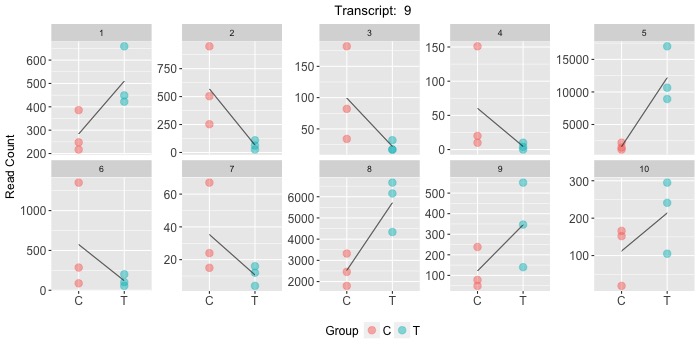 Transcript: 9
Read Count
1 2 3 4 5
600 500 400 300 200
750 500 250 0
150 100 50
150 100 50 0
15000 10000 5000
6 7 8 9 10
1000 500 0
60 40 20
6000 5000 4000 3000 2000
500 400 300 200 100
300 200 100
C T C T C T C T C T
Group C T